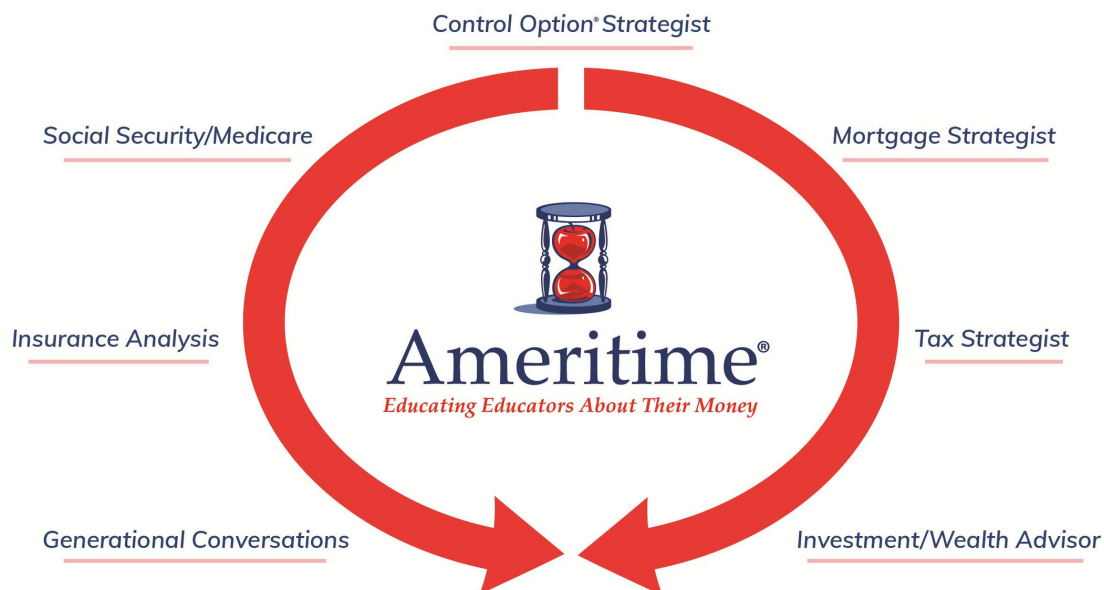 Control Option® Strategist
Social Security/Medicare
Mortgage Strategist
Insurance Analysis
Tax Strategist
Ameritime®
Educating Educators About Their Money
Generational Conversations
Investment/Wealth Advisor